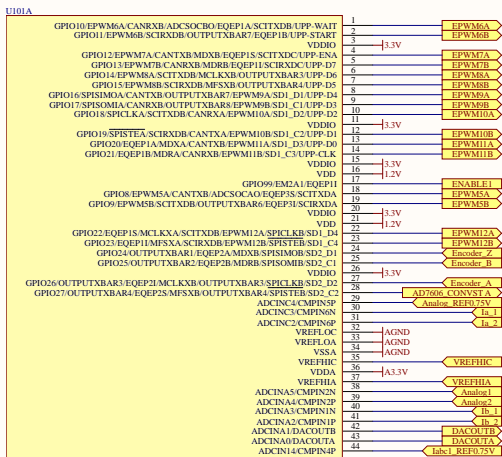 U101A
GPIO10/EPWM6A/CANRXB/ADCSOCBO/EQEP1A/SCITXDB/UPP-WAIT 1 EPWM6A
GPIO11/EPWM6B/SCIRXDB/OUTPUTXBAR7/EQEP1B/UPP-START 2 EPWM6B
VDDIO 3 3.3V
GPIO12/EPWM7A/CANTXB/MDXB/EQEP1S/SCITXDC/UPP-ENA 4 EPWM7A
GPIO13/EPWM7B/CANRXB/MDRB/EQEP1I/SCIRXDC/UPP-D7 5 EPWM7B
GPIO14/EPWM8A/SCITXDB/MCLKXB/OUTPUTXBAR3/UPP-D6 6 EPWM8A
GPIO15/EPWM8B/SCIRXDB/MFSXB/OUTPUTXBAR4/UPP-D5 7 EPWM8B
GPIO16/SPISIMOA/CANTXB/OUTPUTXBAR7/EPWM9A/SD1_D1/UPP-D4 8 EPWM9A
GPIO17/SPISOMIA/CANRXB/OUTPUTXBAR8/EPWM9B/SD1_C1/UPP-D3 9 EPWM9B
GPIO18/SPICLKA/SCITXDB/CANRXA/EPWM10A/SD1_D2/UPP-D2 10 EPWM10A
VDDIO 11 3.3V
GPIO19/SPISTEA/SCIRXDB/CANTXA/EPWM10B/SD1_C2/UPP-D1 12 EPWM10B
GPIO20/EQEP1A/MDXA/CANTXB/EPWM11A/SD1_D3/UPP-D0 13 EPWM11A
GPIO21/EQEP1B/MDRA/CANRXB/EPWM11B/SD1_C3/UPP-CLK 14 EPWM11B
VDDIO 15 3.3V
VDD 16 1.2V
GPIO99/EM2A1/EQEP1I 17 ENABLE1
GPIO8/EPWM5A/CANTXB/ADCSOCAO/EQEP3S/SCITXDA 18 EPWM5A
GPIO9/EPWM5B/SCITXDB/OUTPUTXBAR6/EQEP3I/SCIRXDA 19 EPWM5B
VDDIO 20 3.3V
VDD 21 1.2V
GPIO22/EQEP1S/MCLKXA/SCITXDB/EPWM12A/SPICLKB/SD1_D4 22 EPWM12A
GPIO23/EQEP1I/MFSXA/SCIRXDB/EPWM12B/SPISTEB/SD1_C4 23 EPWM12B
GPIO24/OUTPUTXBAR1/EQEP2A/MDXB/SPISIMOB/SD2_D1 24 Encoder_Z
GPIO25/OUTPUTXBAR2/EQEP2B/MDRB/SPISOMIB/SD2_C1 25 Encoder_B
VDDIO 26 3.3V
GPIO26/OUTPUTXBAR3/EQEP2I/MCLKXB/OUTPUTXBAR3/SPICLKB/SD2_D2 27 Encoder_A
GPIO27/OUTPUTXBAR4/EQEP2S/MFSXB/OUTPUTXBAR4/SPISTEB/SD2_C2 28 AD7606_CONVST A
ADCINC4/CMPIN5P 29 Analog_REF0.75V
ADCINC3/CMPIN6N 30 Ia_1
ADCINC2/CMPIN6P 31 Ia_2
VREFLOC 32 AGND
VREFLOA 33 AGND
VSSA 34 AGND
VREFHIC 35 VREFHIC
VDDA 36 A3.3V
VREFHIA 37 VREFHIA
ADCINA5/CMPIN2N 38 Analog1
ADCINA4/CMPIN2P 39 Analog2
ADCINA3/CMPIN1N 40 Ib_1
ADCINA2/CMPIN1P 41 Ib_2
ADCINA1/DACOUTB 42 DACOUTB
ADCINA0/DACOUTA 43 DACOUTA
ADCIN14/CMPIN4P 44 Iabc1_REF0.75V